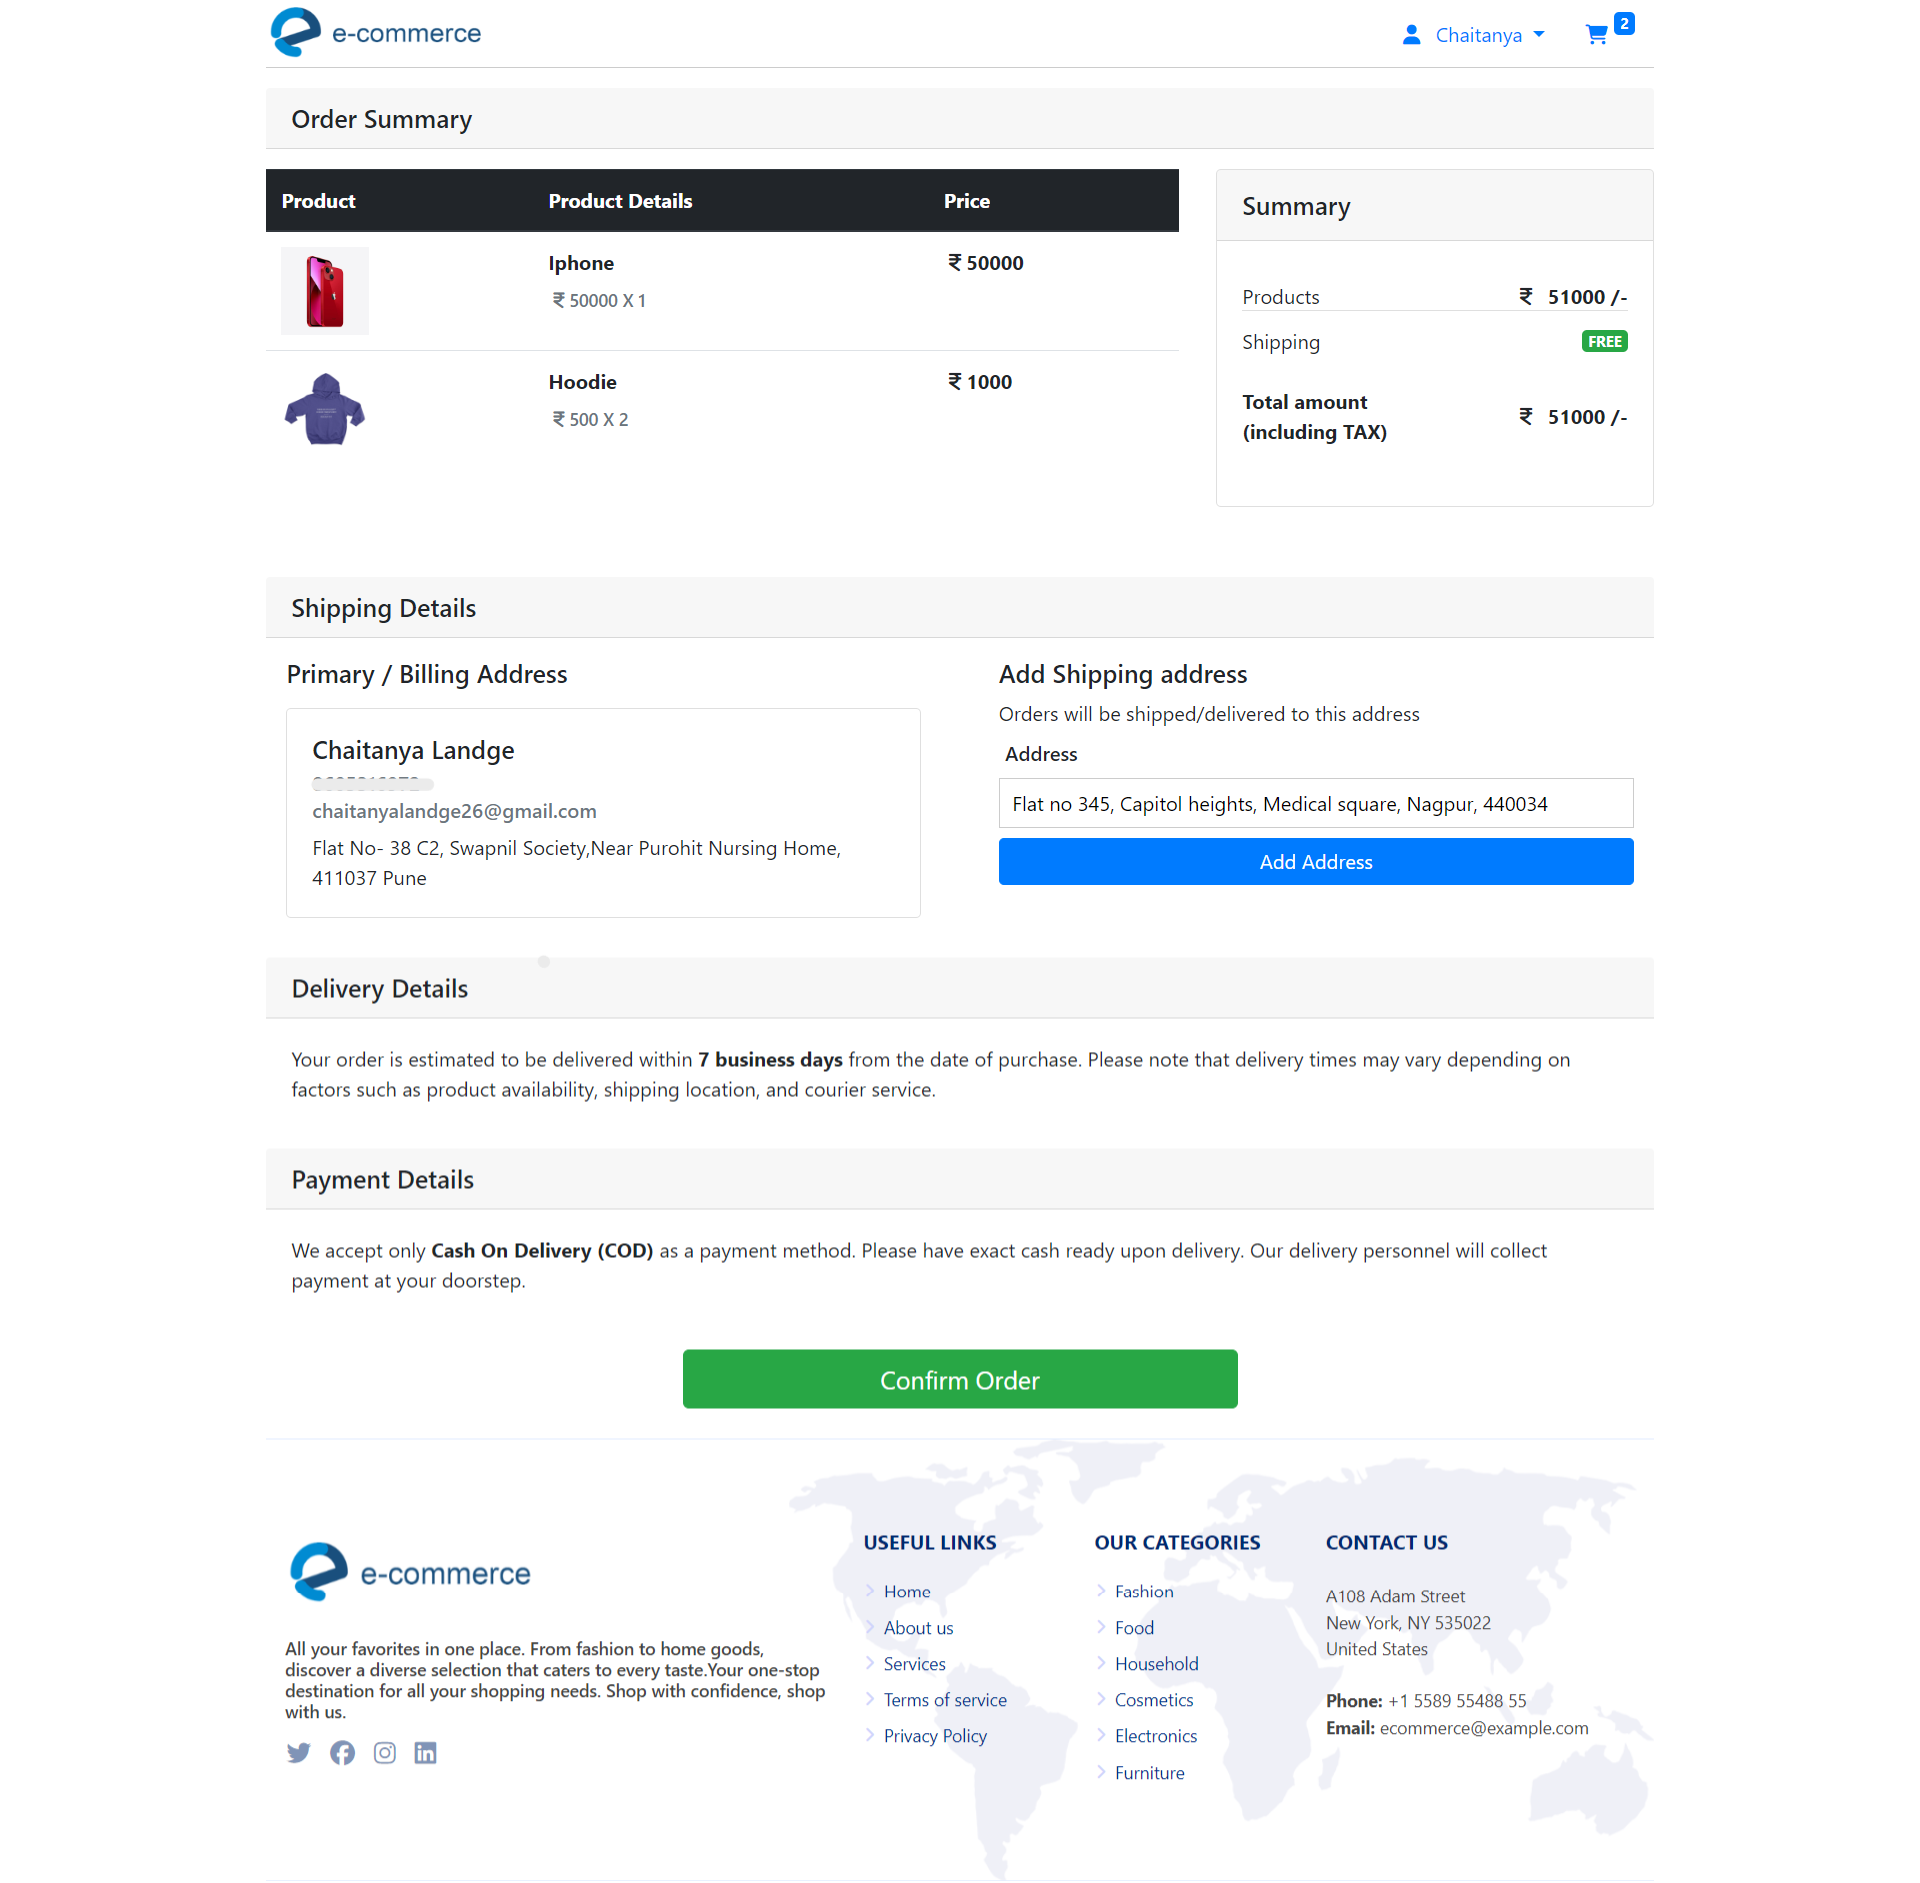 e-commerce
Chaitanya
2
Order Summary
Product Product Details Price
Iphone ₹ 50000
₹ 50000 X 1
Hoodie ₹ 1000
₹ 500 X 2
Summary
Products ₹ 51000 /-
Shipping FREE
Total amount
(including TAX) ₹ 51000 /-
Shipping Details
Primary / Billing Address
Chaitanya Landge
chaitanyalandge26@gmail.com
Flat No- 38 C2, Swapnil Society,Near Purohit Nursing Home,
411037 Pune
Add Shipping address
Orders will be shipped/delivered to this address
Address
Flat no 345, Capitol heights, Medical square, Nagpur, 440034
Add Address
Delivery Details
Your order is estimated to be delivered within 7 business days from the date of purchase. Please note that delivery times may vary depending on
factors such as product availability, shipping location, and courier service.
Payment Details
We accept only Cash On Delivery (COD) as a payment method. Please have exact cash ready upon delivery. Our delivery personnel will collect
payment at your doorstep.
Confirm Order
e-commerce
All your favorites in one place. From fashion to home goods,
discover a diverse selection that caters to every taste.Your one-stop
destination for all your shopping needs. Shop with confidence, shop
with us.
USEFUL LINKS
Home
About us
Services
Terms of service
Privacy Policy
OUR CATEGORIES
Fashion
Food
Household
Cosmetics
Electronics
Furniture
CONTACT US
A108 Adam Street
New York, NY 535022
United States
Phone: +1 5589 55488 55
Email: ecommerce@example.com